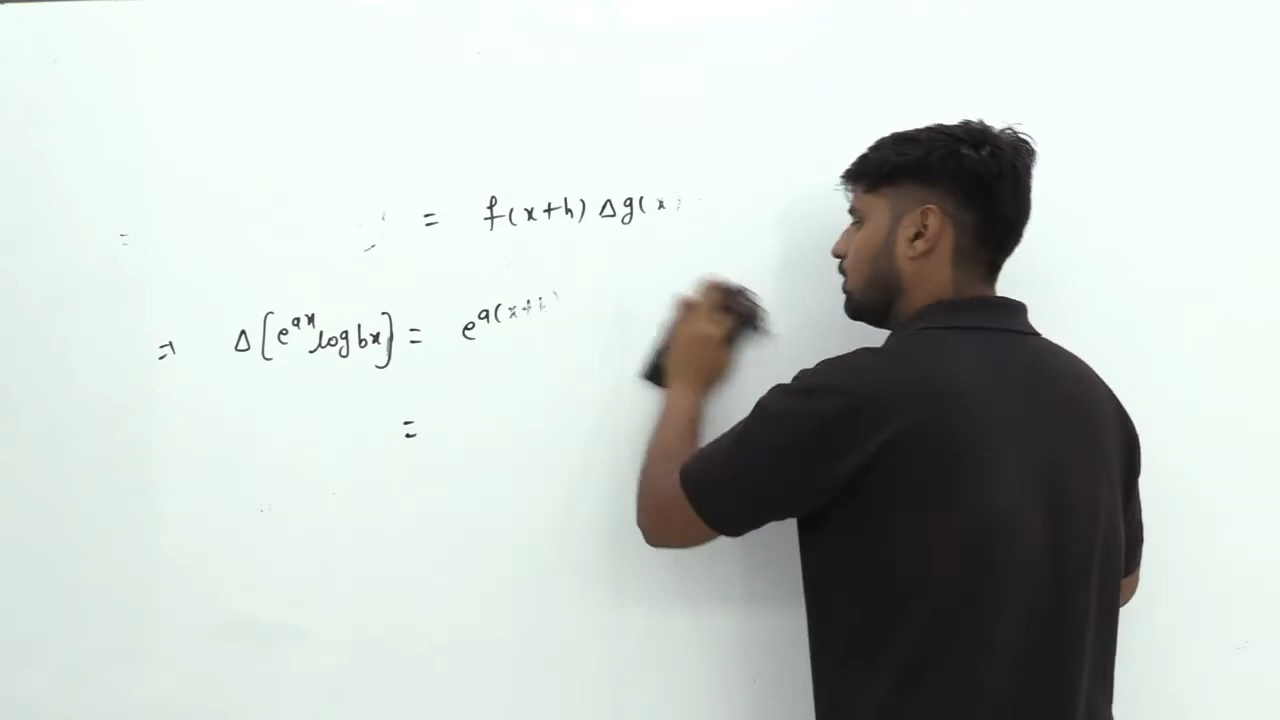 = f(x+h) Δg(x)
⇒ Δ[e^{ax} log bx] = e^{a(x+h)}
=